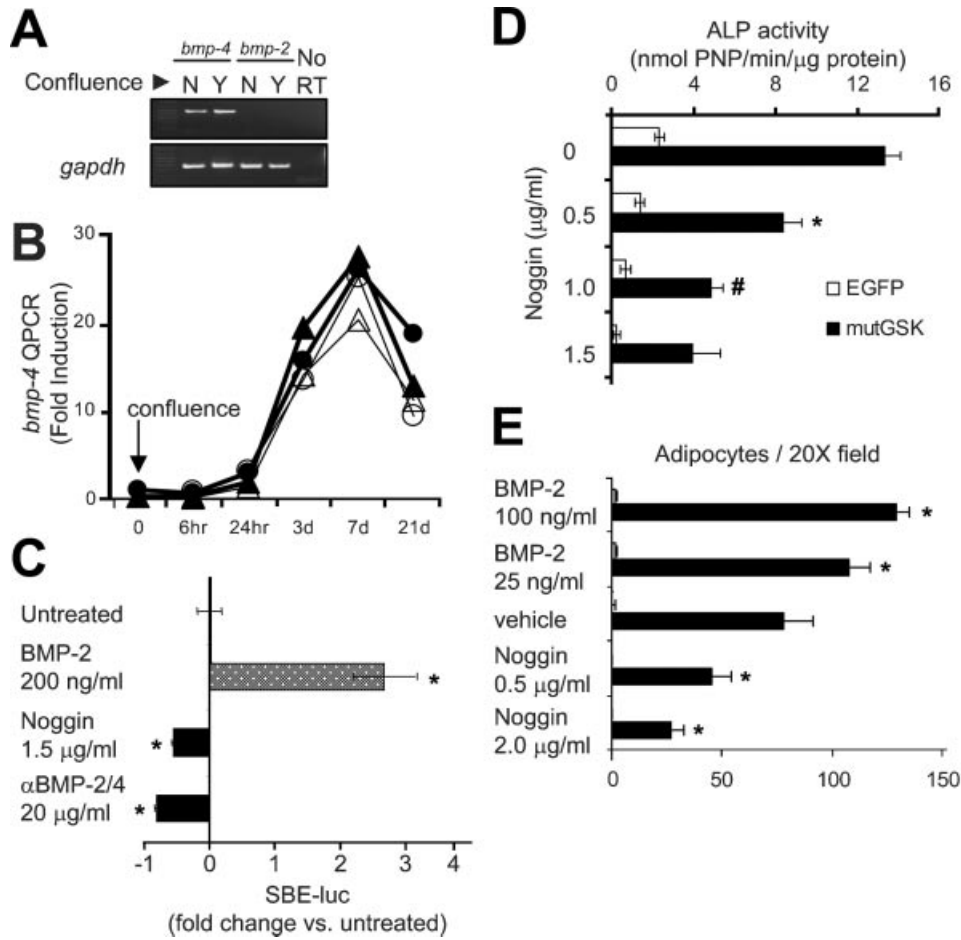 A
bmp-4 bmp-2 No
Confluence ► N Y N Y RT
gapdh
B
bmp-4 QPCR
(Fold Induction)
30
20
10
0
confluence
0 6hr 24hr 3d 7d 21d
C
Untreated
BMP-2
200 ng/ml
*
Noggin
1.5 μg/ml
*
αBMP-2/4
20 μg/ml
*
-1 0 1 2 3 4
SBE-luc
(fold change vs. untreated)
D
ALP activity
(nmol PNP/min/μg protein)
0 4 8 12 16
Noggin (μg/ml)
0
0.5
*
1.0
#
1.5
EGFP
mutGSK
E
Adipocytes / 20X field
BMP-2
100 ng/ml
*
BMP-2
25 ng/ml
*
vehicle
Noggin
0.5 μg/ml
*
Noggin
2.0 μg/ml
*
0 50 100 150